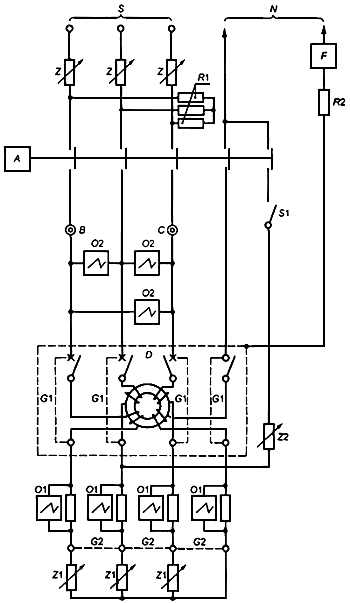 S N
Z Z Z F
R1
R2
A
S1
B C
O2 O2
O2
D
G1 G1 G1 G1
Z2
O1 O1 O1 O1
G2 G2 G2
Z1 Z1 Z1